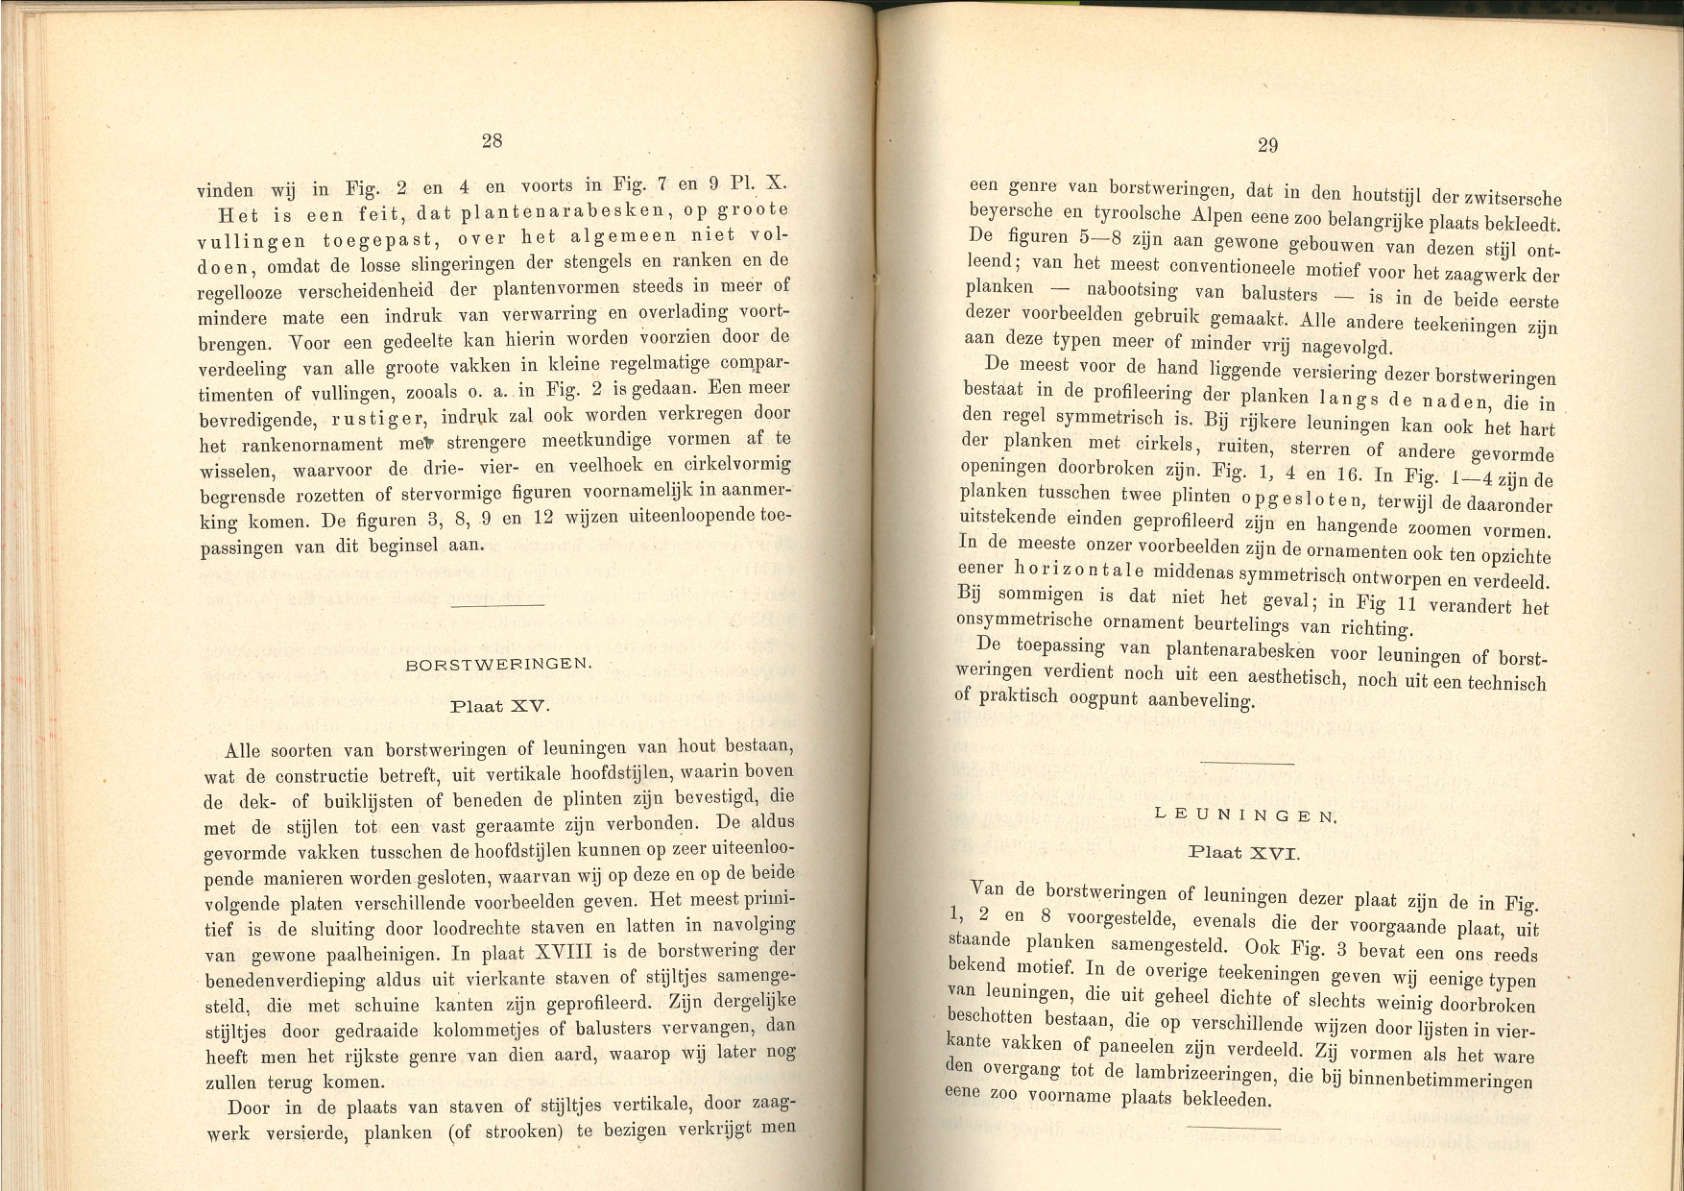 28
vinden wij in Fig. 2 en 4 en voorts in Fig. 7 en 9 Pl. X.
Het is een feit, dat plantenarabesken, op groote
vullingen toegepast, over het algemeen niet vol-
doen, omdat de losse slingeringen der stengels en ranken en de
regellooze verscheidenheid der plantenvormen steeds in meer of
mindere mate een indruk van verwarring en overlading voort-
brengen. Voor een gedeelte kan hierin worden voorzien door de
verdeeling van alle groote vakken in kleine regelmatige compar-
timenten of vullingen, zooals o. a. in Fig. 2 is gedaan. Een meer
bevredigende, rustiger, indruk zal ook worden verkregen door
het rankenornament met strengere meetkundige vormen af te
wisselen, waarvoor de drie- vier- en veelhoek en cirkelvormig
begrensde rozetten of stervormige figuren voornamelijk in aanmer-
king komen. De figuren 3, 8, 9 en 12 wijzen uiteenloopende toe-
passingen van dit beginsel aan.
BORSTWERINGEN.
Plaat XV.
Alle soorten van borstweringen of leuningen van hout bestaan,
wat de constructie betreft, uit vertikale hoofdstijlen, waarin boven
de dek- of buiklijsten of beneden de plinten zijn bevestigd, die
met de stijlen tot een vast geraamte zijn verbonden. De aldus
gevormde vakken tusschen de hoofdstijlen kunnen op zeer uiteenloo-
pende manieren worden gesloten, waarvan wij op deze en op de beide
volgende platen verschillende voorbeelden geven. Het meest primi-
tief is de sluiting door loodrechte staven en latten in navolging
van gewone paalheinigen. In plaat XVIII is de borstwering der
benedenverdieping aldus uit vierkante staven of stijltjes samenge-
steld, die met schuine kanten zijn geprofileerd. Zijn dergelijke
stijltjes door gedraaide kolommetjes of balusters vervangen, dan
heeft men het rijkste genre van dien aard, waarop wij later nog
zullen terug komen.
Door in de plaats van staven of stijltjes vertikale, door zaag-
werk versierde, planken (of strooken) te bezigen verkrijgt men
29
een genre van borstweringen, dat in den houtstijl der zwitsersche
beyersche en tyroolsche Alpen eene zoo belangrijke plaats bekleedt.
De figuren 5—8 zijn aan gewone gebouwen van dezen stijl ont-
leend; van het meest conventioneele motief voor het zaagwerk der
planken — nabootsing van balusters — is in de beide eerste
dezer voorbeelden gebruik gemaakt. Alle andere teekeningen zijn
aan deze typen meer of minder vrij nagevolgd.
De meest voor de hand liggende versiering dezer borstweringen
bestaat in de profileering der planken langs de naden, die in
den regel symmetrisch is. Bij rijkere leuningen kan ook het hart
der planken met cirkels, ruiten, sterren of andere gevormde
openingen doorbroken zijn. Fig. 1, 4 en 16. In Fig. 1—4 zijn de
planken tusschen twee plinten opgesloten, terwijl de daaronder
uitstekende einden geprofileerd zijn en hangende zoomen vormen.
In de meeste onzer voorbeelden zijn de ornamenten ook ten opzichte
eener horizontale middenas symmetrisch ontworpen en verdeeld.
Bij sommigen is dat niet het geval; in Fig 11 verandert het
onsymmetrische ornament beurtelings van richting.
De toepassing van plantenarabesken voor leuningen of borst-
weringen verdient noch uit een aesthetisch, noch uit een technisch
of praktisch oogpunt aanbeveling.
LEUNINGEN.
Plaat XVI.
Van de borstweringen of leuningen dezer plaat zijn de in Fig.
1, 2 en 8 voorgestelde, evenals die der voorgaande plaat, uit
staande planken samengesteld. Ook Fig. 3 bevat een ons reeds
bekend motief. In de overige teekeningen geven wij eenige typen
van leuningen, die uit geheel dichte of slechts weinig doorbroken
beschotten bestaan, die op verschillende wijzen door lijsten in vier-
kante vakken of paneelen zijn verdeeld. Zij vormen als het ware
den overgang tot de lambrizeeringen, die bij binnenbetimmeringen
eene zoo voorname plaats bekleeden.